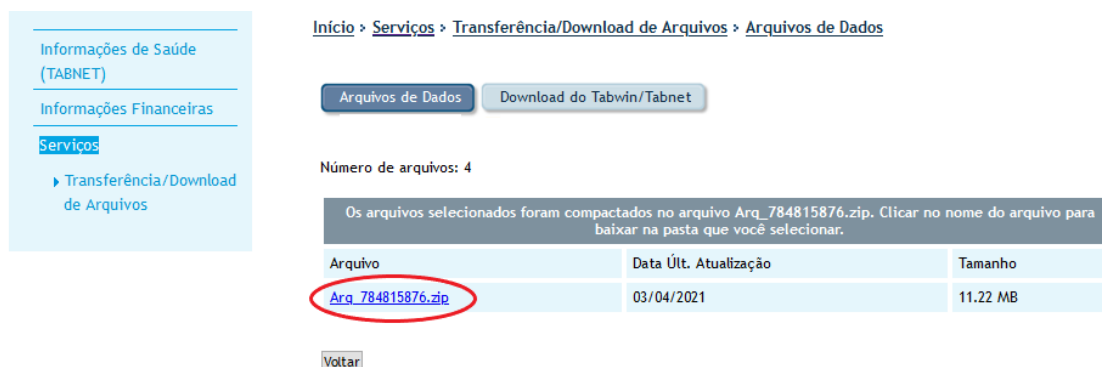 Início > Serviços > Transferência/Download de Arquivos > Arquivos de Dados
Informações de Saúde
(TABNET)
Informações Financeiras
Serviços
Transferência/Download
de Arquivos
Arquivos de Dados
Download do Tabwin/Tabnet
Número de arquivos: 4
Os arquivos selecionados foram compactados no arquivo Arq_784815876.zip. Clicar no nome do arquivo para
baixar na pasta que você selecionar.
Arquivo Data Últ. Atualização Tamanho
Arq_784815876.zip 03/04/2021 11.22 MB
Voltar